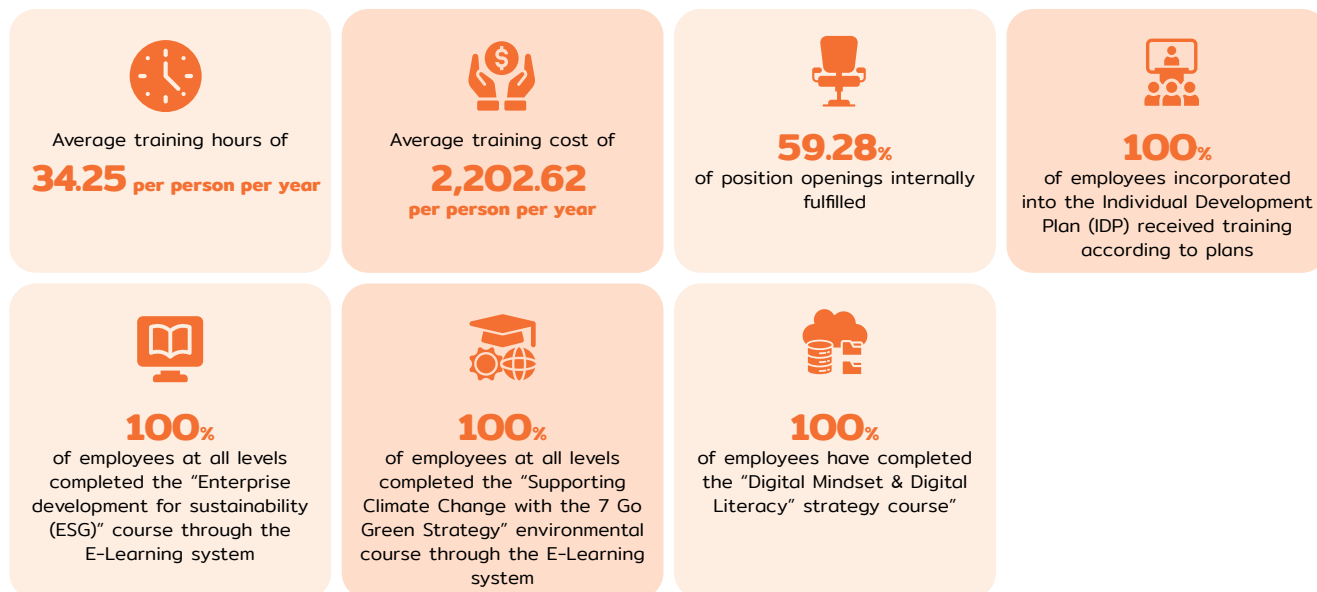 Average training hours of
34.25 per person per year
Average training cost of
2,202.62
per person per year
59.28%
of position openings internally
fulfilled
100%
of employees incorporated
into the Individual Development
Plan (IDP) received training
according to plans
100%
of employees at all levels
completed the “Enterprise
development for sustainability
(ESG)” course through the
E-Learning system
100%
of employees at all levels
completed the “Supporting
Climate Change with the 7 Go
Green Strategy” environmental
course through the E-Learning
system
100%
of employees have completed
the “Digital Mindset & Digital
Literacy” strategy course”